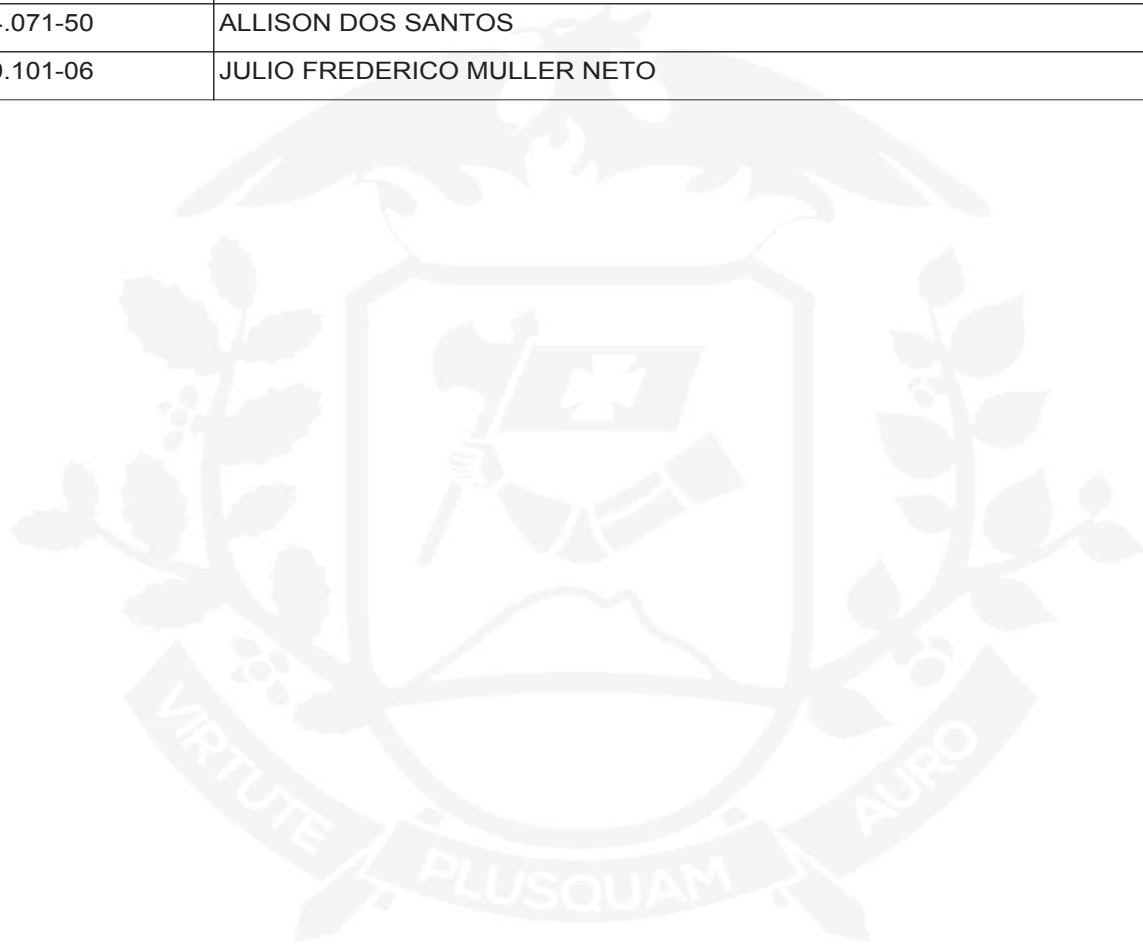 .071-50 ALLISON DOS SANTOS
.101-06 JULIO FREDERICO MULLER NETO
VIRTUTE PLUSQUAM AURO